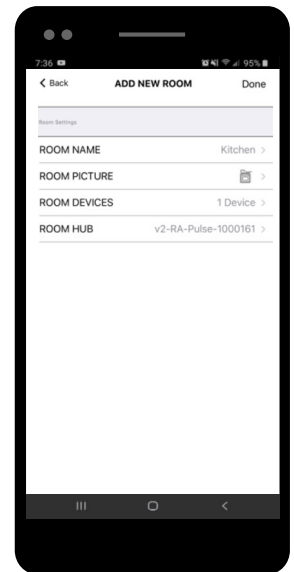 7:36 95%
Back ADD NEW ROOM Done
Room Settings
ROOM NAME Kitchen >
ROOM PICTURE >
ROOM DEVICES 1 Device >
ROOM HUB v2-RA-Pulse-1000161 >